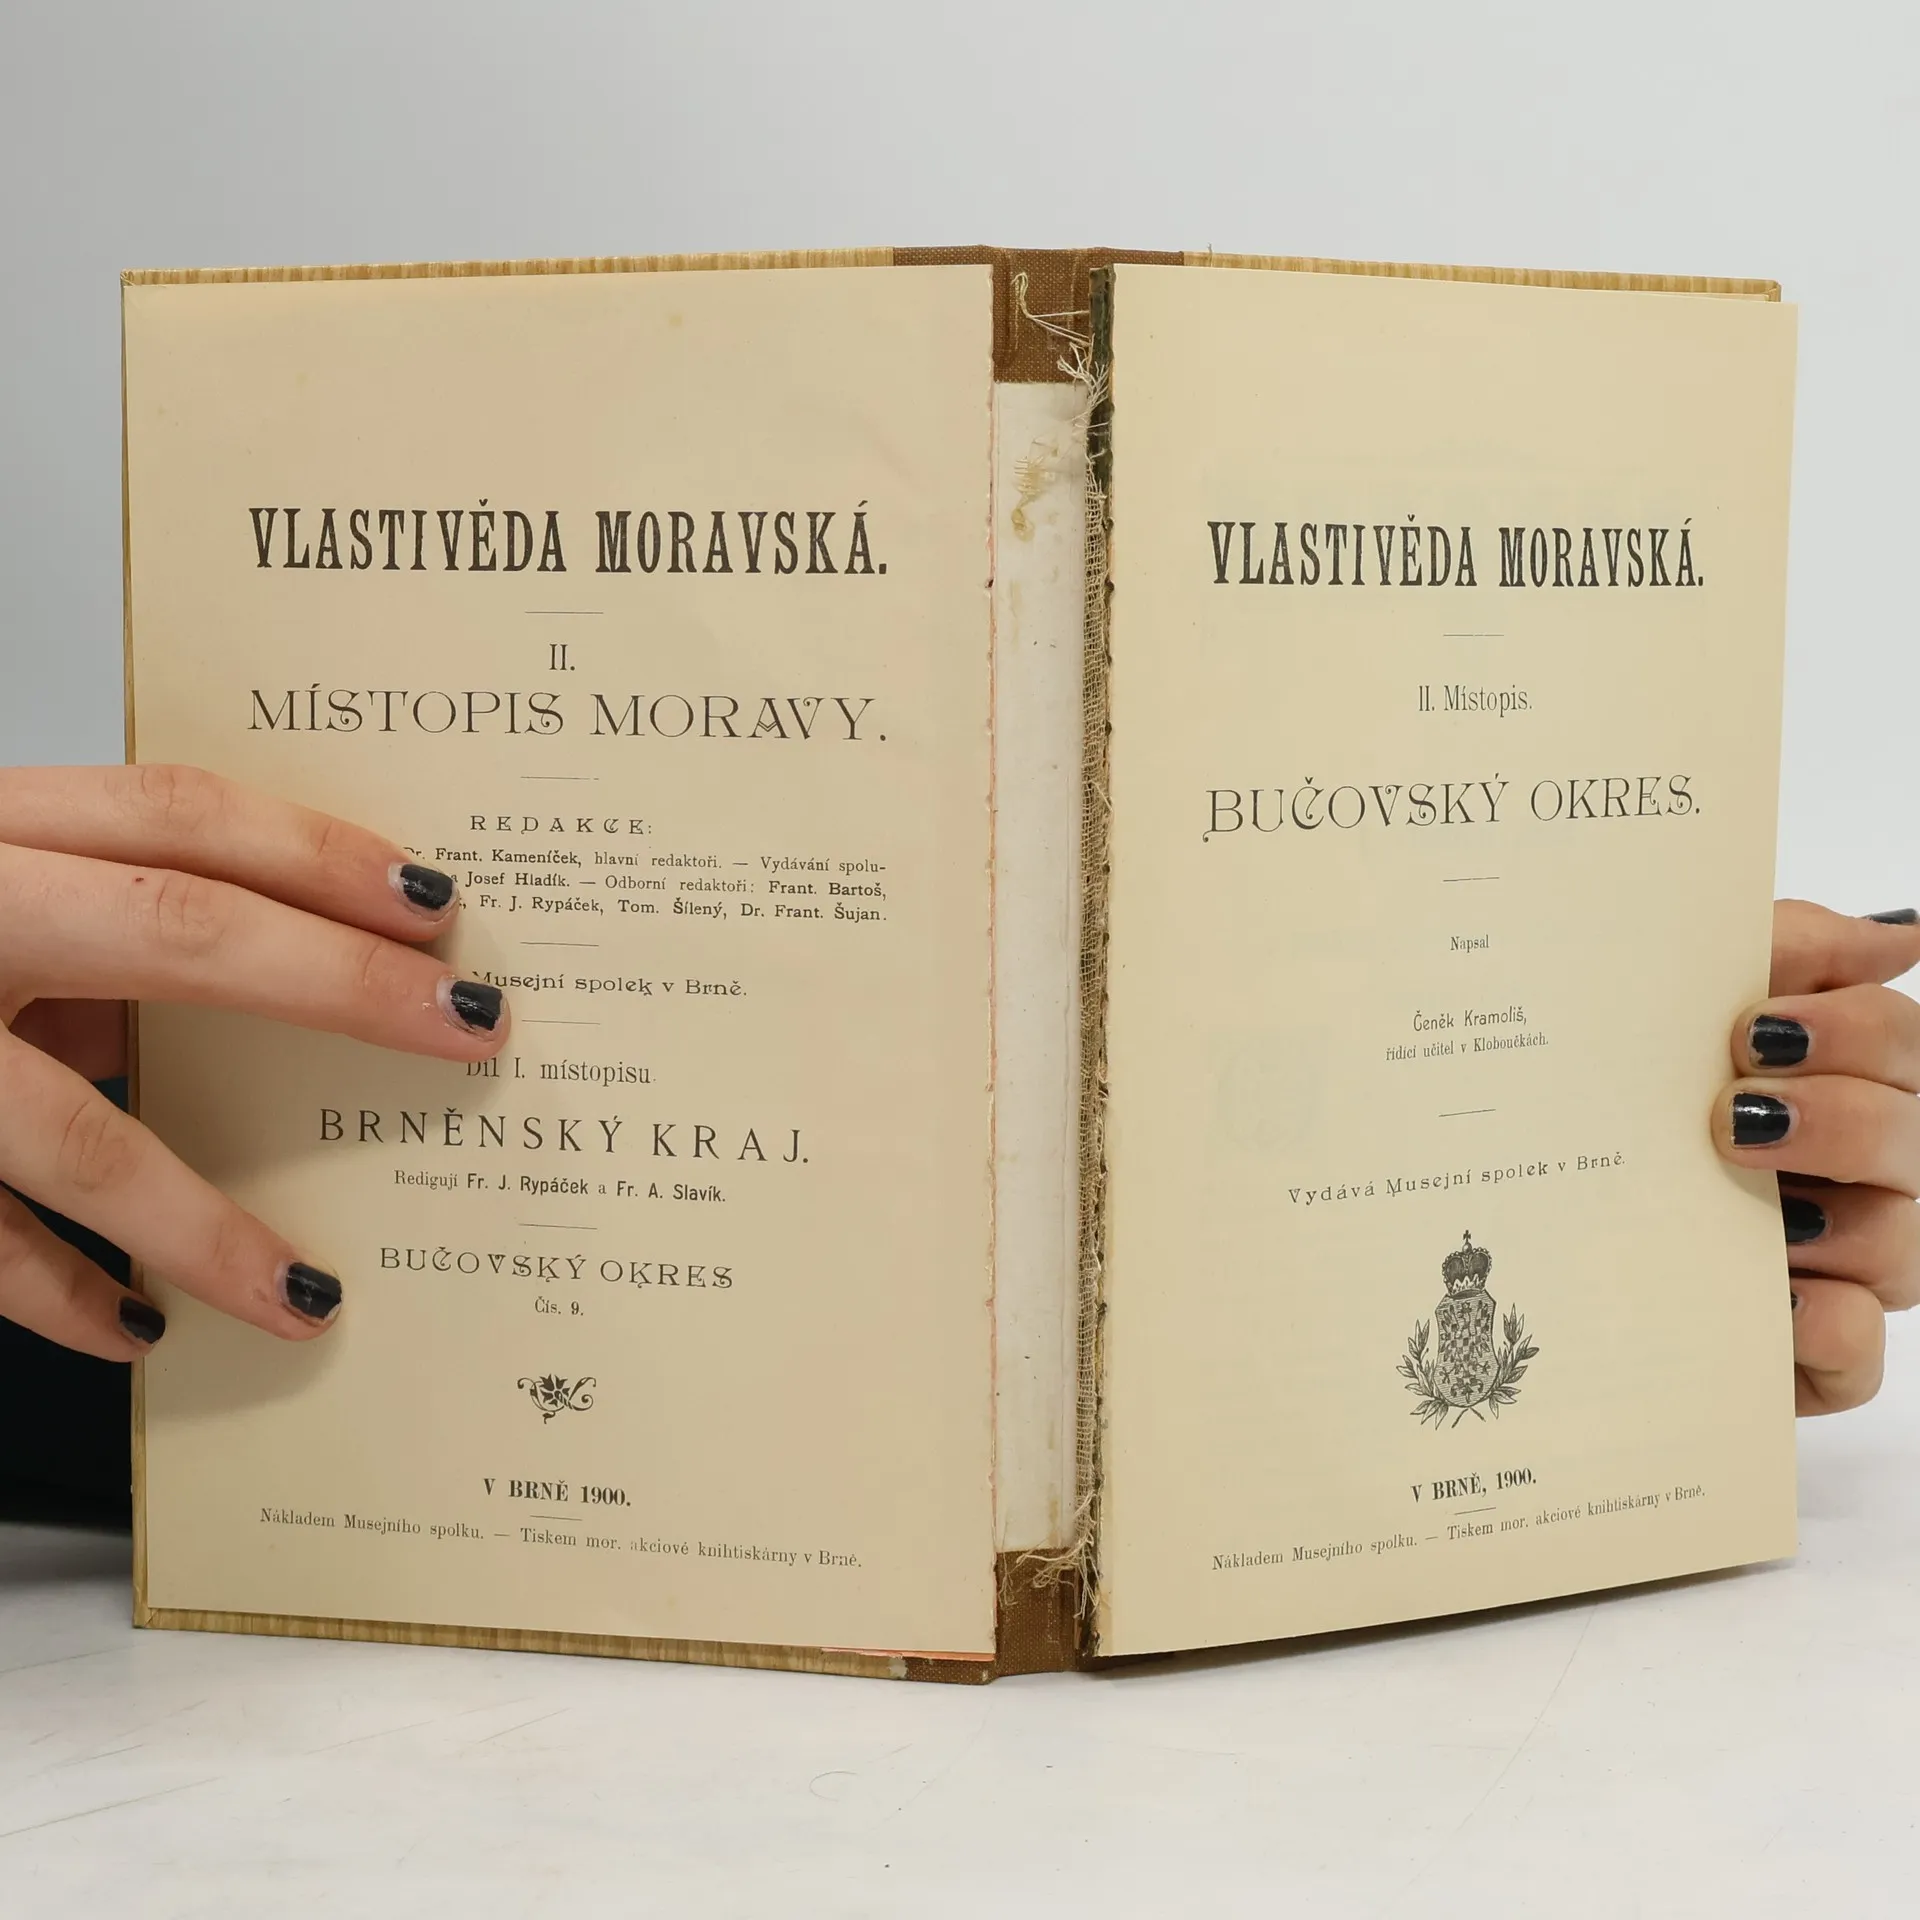 VLASTIVĚDA MORAVSKÁ.
II.
MÍSTOPIS MORAVY.
REDAKCE:
Dr. Frant. Kameníček, hlavní redaktoři. — Vydávání spolu-
a Josef Hladík. — Odborní redaktoři: Frant. Bartoš,
Fr. J. Rypáček, Tom. Šílený, Dr. Frant. Šujan.
Musejní spolek v Brně.
Díl I. místopisu.
BRNĚNSKÝ KRAJ.
Redigují Fr. J. Rypáček a Fr. A. Slavík.
BUČOVSKÝ OKRES
Čís. 9.
V BRNĚ 1900.
Nákladem Musejního spolku. — Tiskem mor. akciové knihtiskárny v Brně.
VLASTIVĚDA MORAVSKÁ.
II. Místopis.
BUČOVSKÝ OKRES.
Napsal
Čeněk Kramoliš,
řídící učitel v Kloboučkách.
Vydává Musejní spolek v Brně.
V BRNĚ, 1900.
Nákladem Musejního spolku. — Tiskem mor. akciové knihtiskárny v Brně.